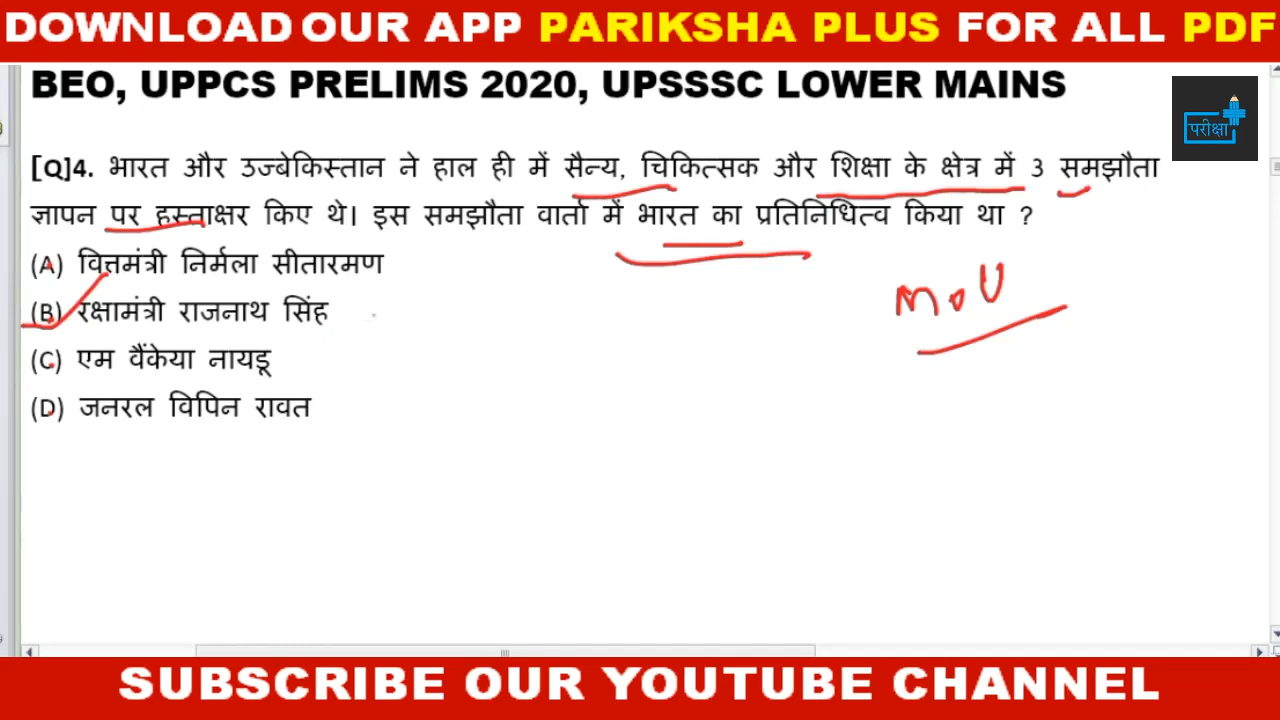 DOWNLOAD OUR APP PARIKSHA PLUS FOR ALL PDF
BEO, UPPCS PRELIMS 2020, UPSSSC LOWER MAINS
परीक्षा
[Q]4. भारत और उज्बेकिस्तान ने हाल ही में सैन्य, चिकित्सक और शिक्षा के क्षेत्र में 3 समझौता
ज्ञापन पर हस्ताक्षर किए थे। इस समझौता वार्ता में भारत का प्रतिनिधित्व किया था ?
(A) वित्तमंत्री निर्मला सीतारमण
(B) रक्षामंत्री राजनाथ सिंह
MoU
(C) एम वैंकेया नायडू
(D) जनरल विपिन रावत
SUBSCRIBE OUR YOUTUBE CHANNEL